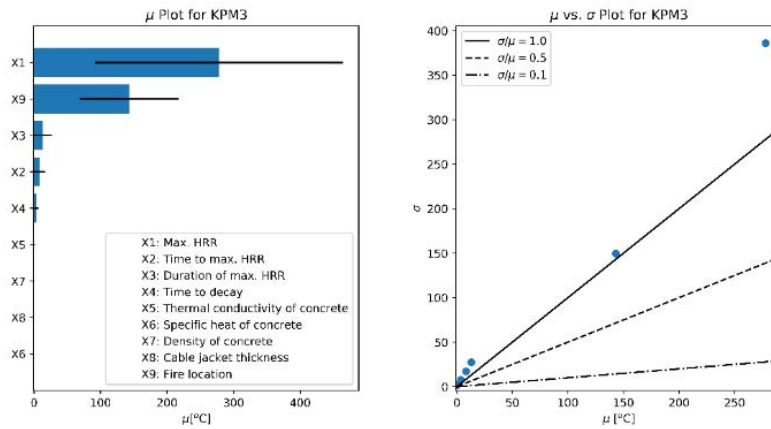 μ Plot for KPM3
X1
X9
X3
X2
X4
X5
X7
X8
X6
X1: Max. HRR
X2: Time to max. HRR
X3: Duration of max. HRR
X4: Time to decay
X5: Thermal conductivity of concrete
X6: Specific heat of concrete
X7: Density of concrete
X8: Cable jacket thickness
X9: Fire location
0 100 200 300 400
μ[°C]
μ vs. σ Plot for KPM3
σ/μ = 1.0
σ/μ = 0.5
σ/μ = 0.1
400
350
300
250
200
150
100
50
0
σ
0 50 100 150 200 250
μ [°C]